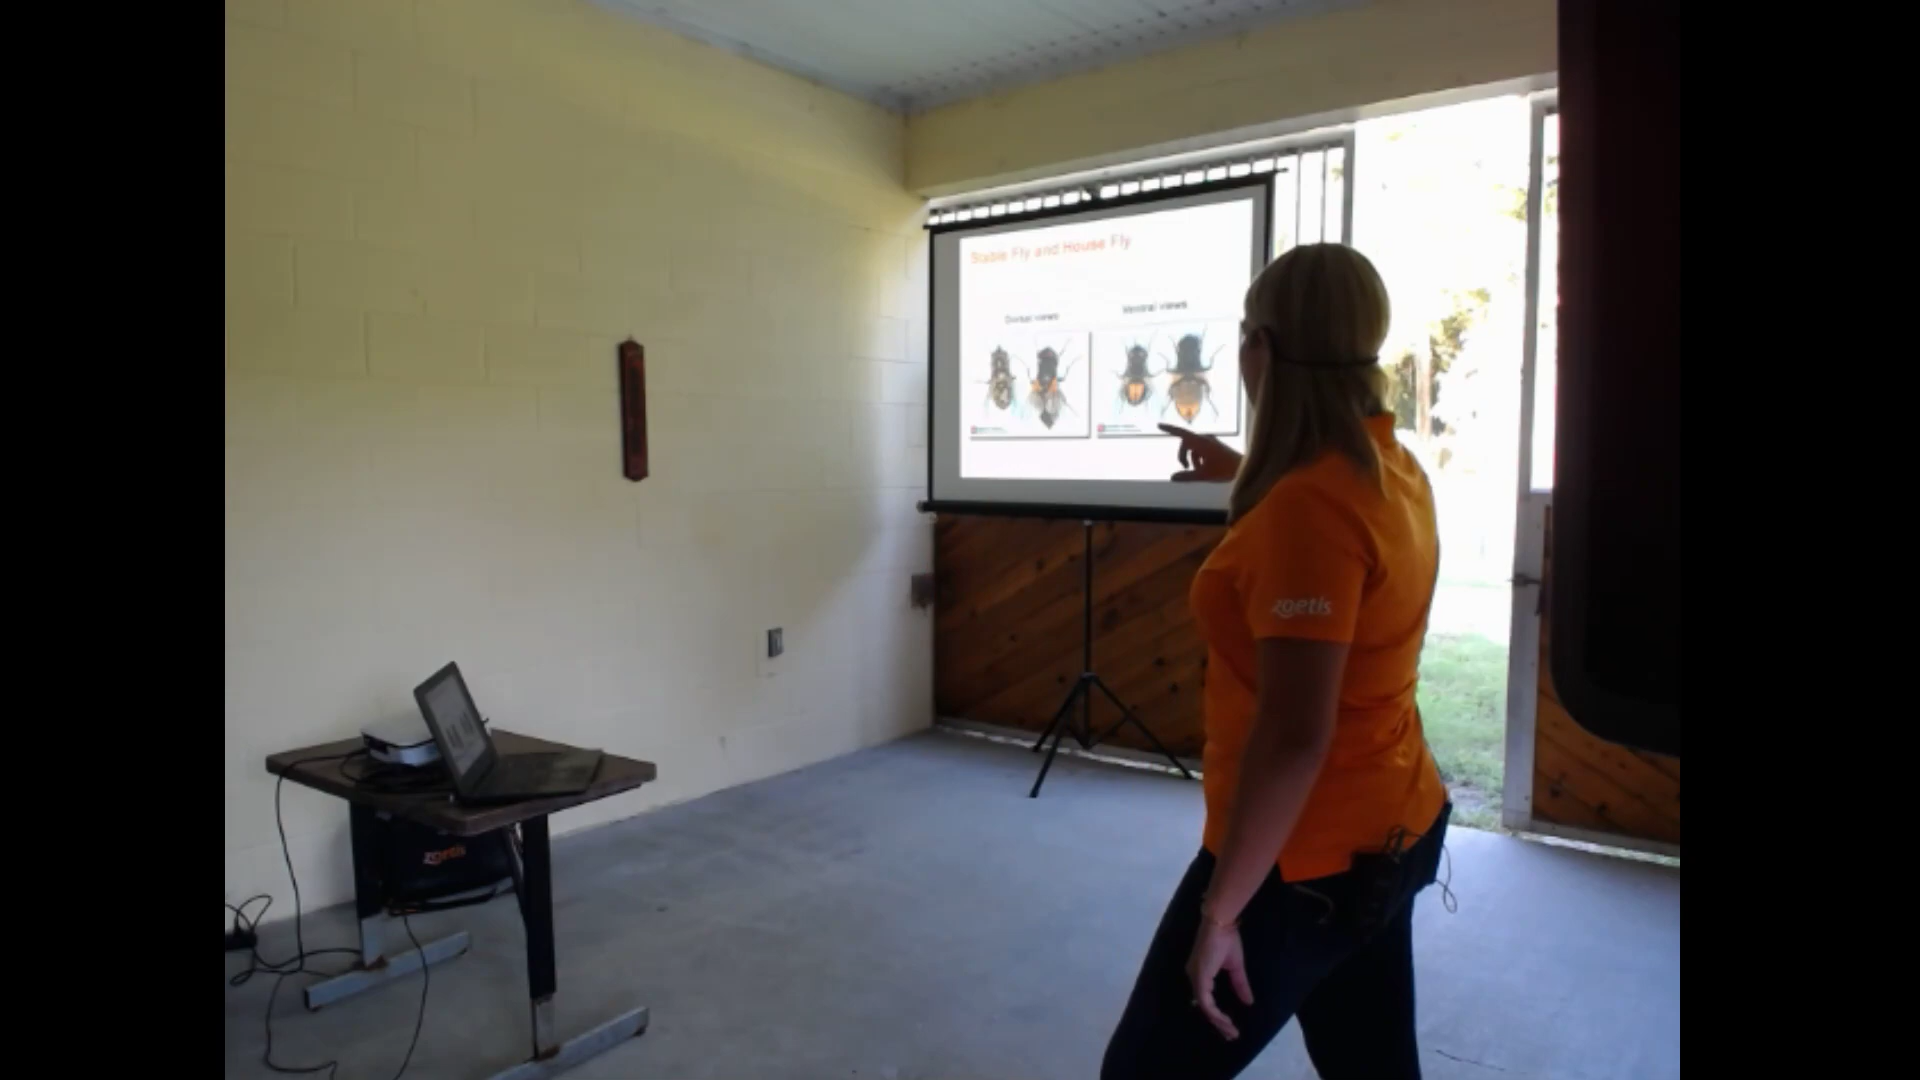 Stable Fly and House Fly
Dorsal views
Ventral views
zoetis
zoetis